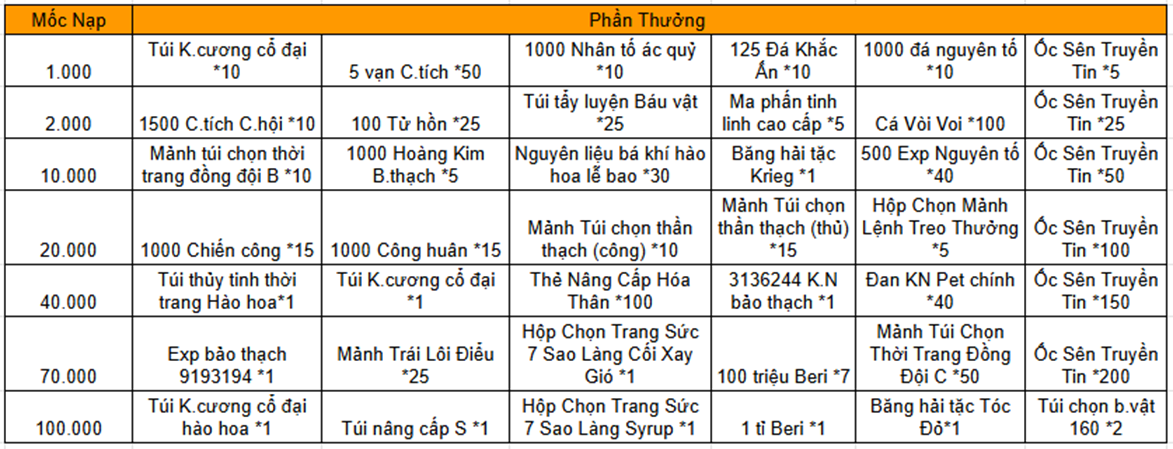 Mốc Nạp
Phần Thưởng
1.000
Túi K.cương cổ đại
*10
5 vạn C.tích *50
1000 Nhân tố ác quỷ
*10
125 Đá Khắc
Ấn *10
1000 đá nguyên tố
*10
Ốc Sên Truyền
Tin *5
2.000
1500 C.tích C.hội *10
100 Tử hồn *25
Túi tẩy luyện Báu vật
*25
Ma phấn tinh
linh cao cấp *5
Cá Vòi Voi *100
Ốc Sên Truyền
Tin *25
10.000
Mảnh túi chọn thời
trang đồng đội B *10
1000 Hoàng Kim
B.thạch *5
Nguyên liệu bá khí hào
hoa lễ bao *30
Băng hải tặc
Krieg *1
500 Exp Nguyên tố
*40
Ốc Sên Truyền
Tin *50
20.000
1000 Chiến công *15
1000 Công huân *15
Mảnh Túi chọn thần
thạch (công) *10
Mảnh Túi chọn
thần thạch (thủ)
*15
Hộp Chọn Mảnh
Lệnh Treo Thưởng
*5
Ốc Sên Truyền
Tin *100
40.000
Túi thủy tinh thời
trang Hào hoa*1
Túi K.cương cổ đại
*1
Thẻ Nâng Cấp Hóa
Thân *100
3136244 K.N
bảo thạch *1
Đan KN Pet chính
*40
Ốc Sên Truyền
Tin *150
70.000
Exp bảo thạch
9193194 *1
Mảnh Trái Lôi Điểu
*25
Hộp Chọn Trang Sức
7 Sao Làng Cối Xay
Gió *1
100 triệu Beri *7
Mảnh Túi Chọn
Thời Trang Đồng
Đội C *50
Ốc Sên Truyền
Tin *200
100.000
Túi K.cương cổ đại
hào hoa *1
Túi nâng cấp S *1
Hộp Chọn Trang Sức
7 Sao Làng Syrup *1
1 tỉ Beri *1
Băng hải tặc Tóc
Đỏ*1
Túi chọn b.vật
160 *2